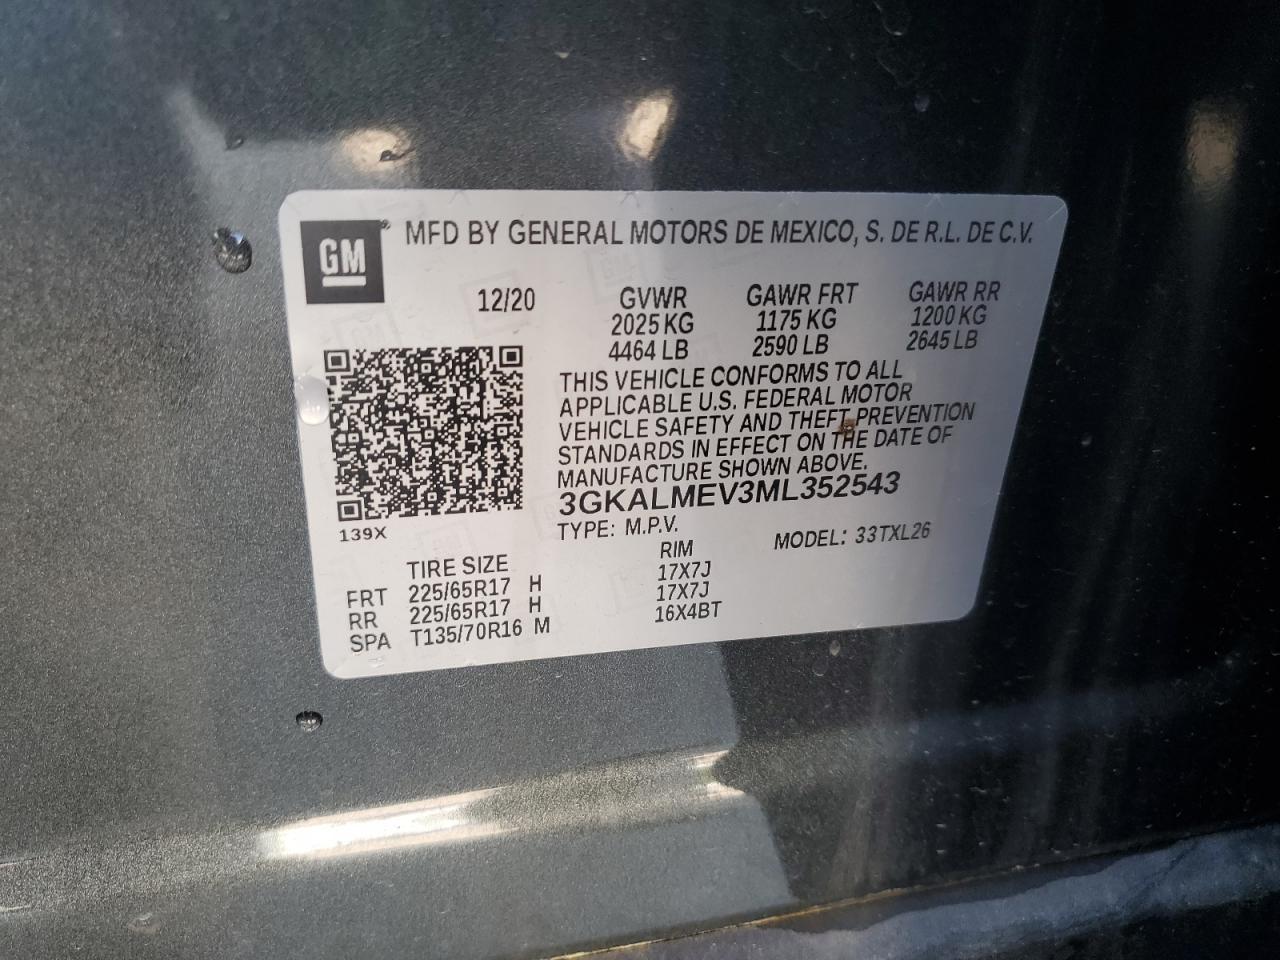 GM® MFD BY GENERAL MOTORS DE MEXICO, S. DE R.L. DE C.V.
12/20 GVWR GAWR FRT GAWR RR
2025 KG 1175 KG 1200 KG
4464 LB 2590 LB 2645 LB
THIS VEHICLE CONFORMS TO ALL
APPLICABLE U.S. FEDERAL MOTOR
VEHICLE SAFETY AND THEFT PREVENTION
STANDARDS IN EFFECT ON THE DATE OF
MANUFACTURE SHOWN ABOVE.
3GKALMEV3ML352543
139X
TYPE: M.P.V. MODEL: 33TXL26
TIRE SIZE RIM
FRT 225/65R17 H 17X7J
RR 225/65R17 H 17X7J
SPA T135/70R16 M 16X4BT